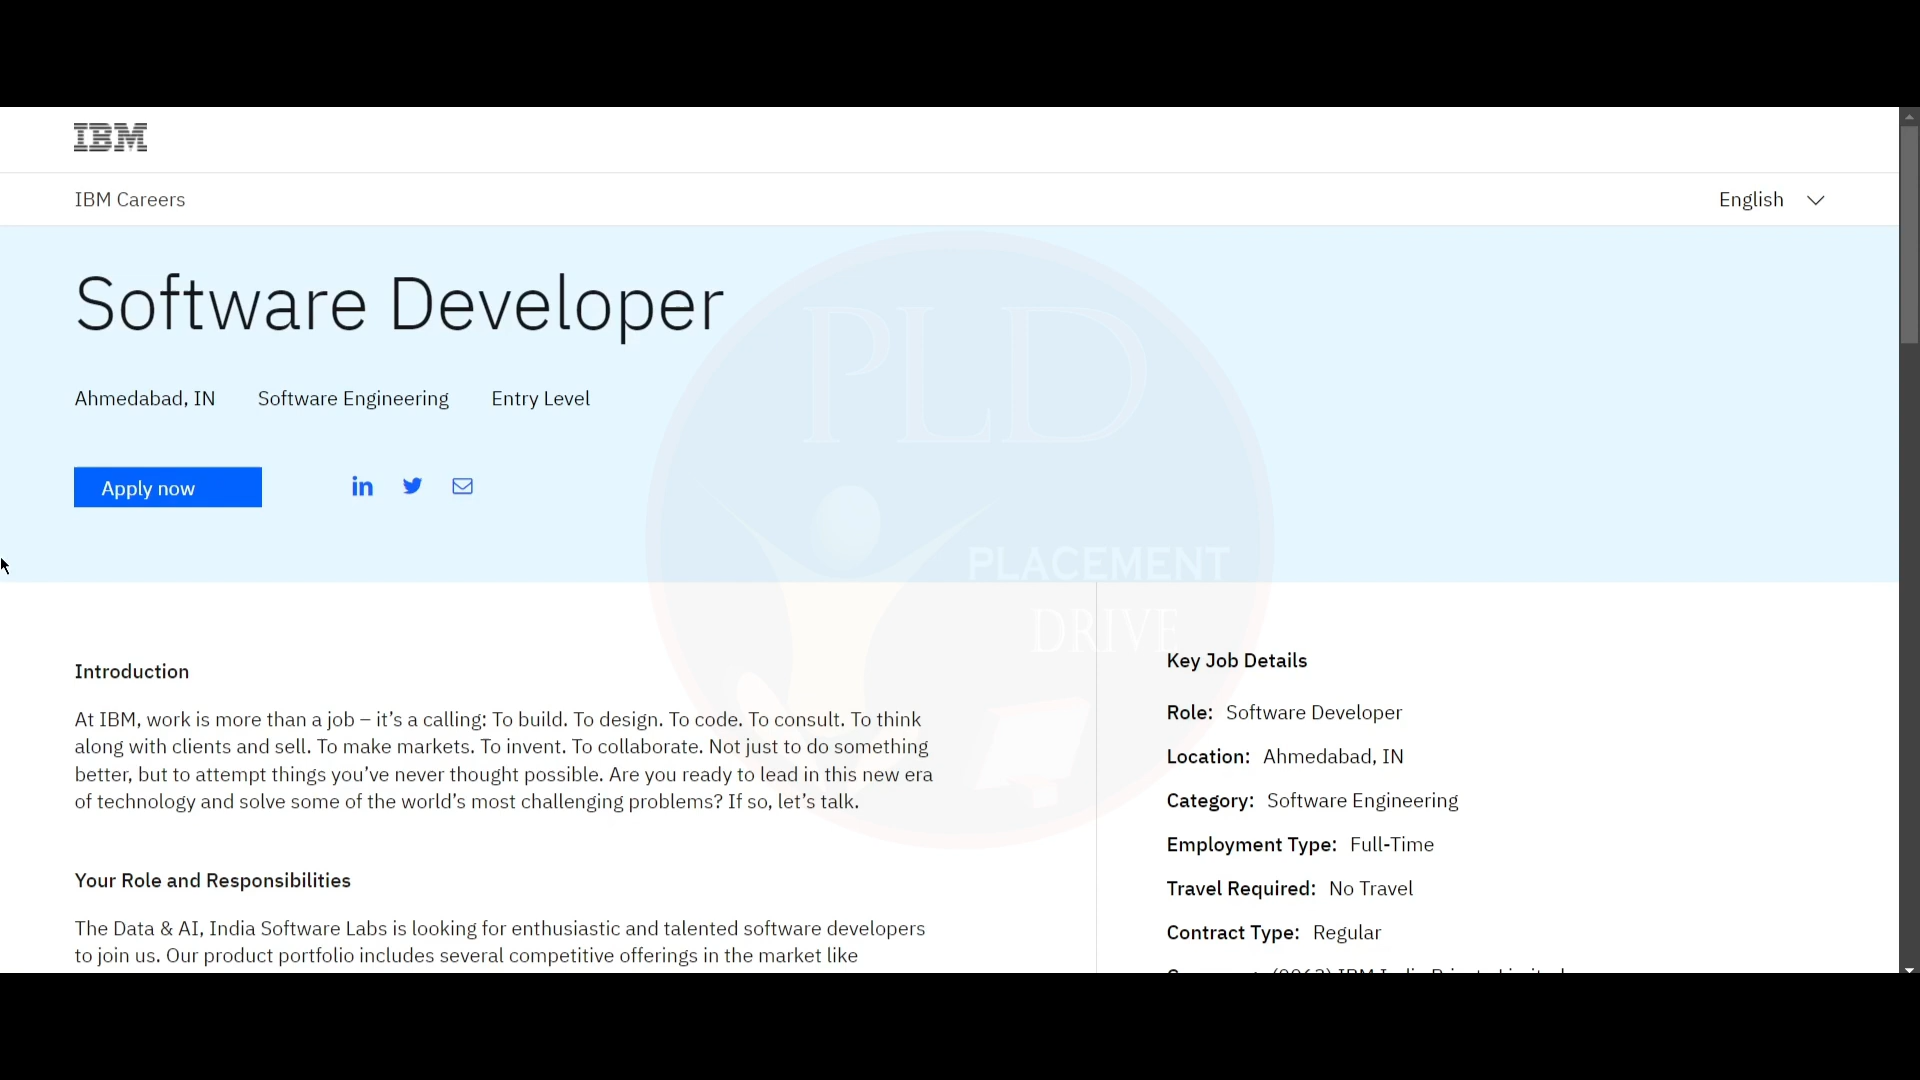 IBM
IBM Careers
English
Software Developer
Ahmedabad, IN Software Engineering Entry Level
Apply now
in
PLD
PLACEMENT
DRIVE
Introduction
At IBM, work is more than a job – it’s a calling: To build. To design. To code. To consult. To think
along with clients and sell. To make markets. To invent. To collaborate. Not just to do something
better, but to attempt things you’ve never thought possible. Are you ready to lead in this new era
of technology and solve some of the world’s most challenging problems? If so, let’s talk.
Your Role and Responsibilities
The Data & AI, India Software Labs is looking for enthusiastic and talented software developers
to join us. Our product portfolio includes several competitive offerings in the market like
Key Job Details
Role: Software Developer
Location: Ahmedabad, IN
Category: Software Engineering
Employment Type: Full-Time
Travel Required: No Travel
Contract Type: Regular